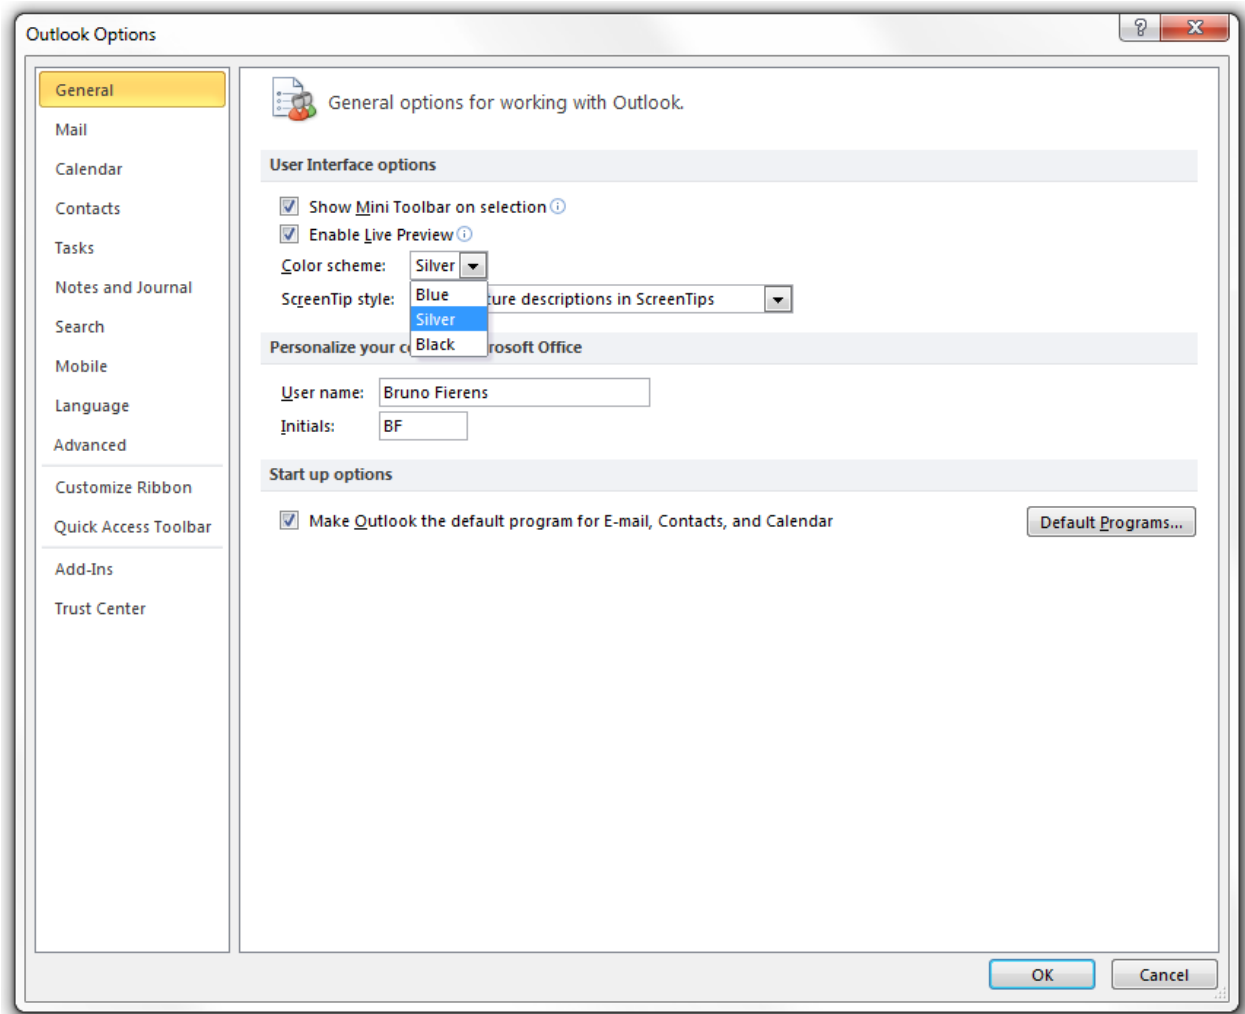 Outlook Options
General
Mail
Calendar
Contacts
Tasks
Notes and Journal
Search
Mobile
Language
Advanced
Customize Ribbon
Quick Access Toolbar
Add-Ins
Trust Center
General options for working with Outlook.
User Interface options
Show Mini Toolbar on selection
Enable Live Preview
Color scheme: Silver
Blue
Silver
Black
ScreenTip style: descriptions in ScreenTips
Personalize your Office
User name: Bruno Fierens
Initials: BF
Start up options
Make Outlook the default program for E-mail, Contacts, and Calendar
Default Programs...
OK Cancel